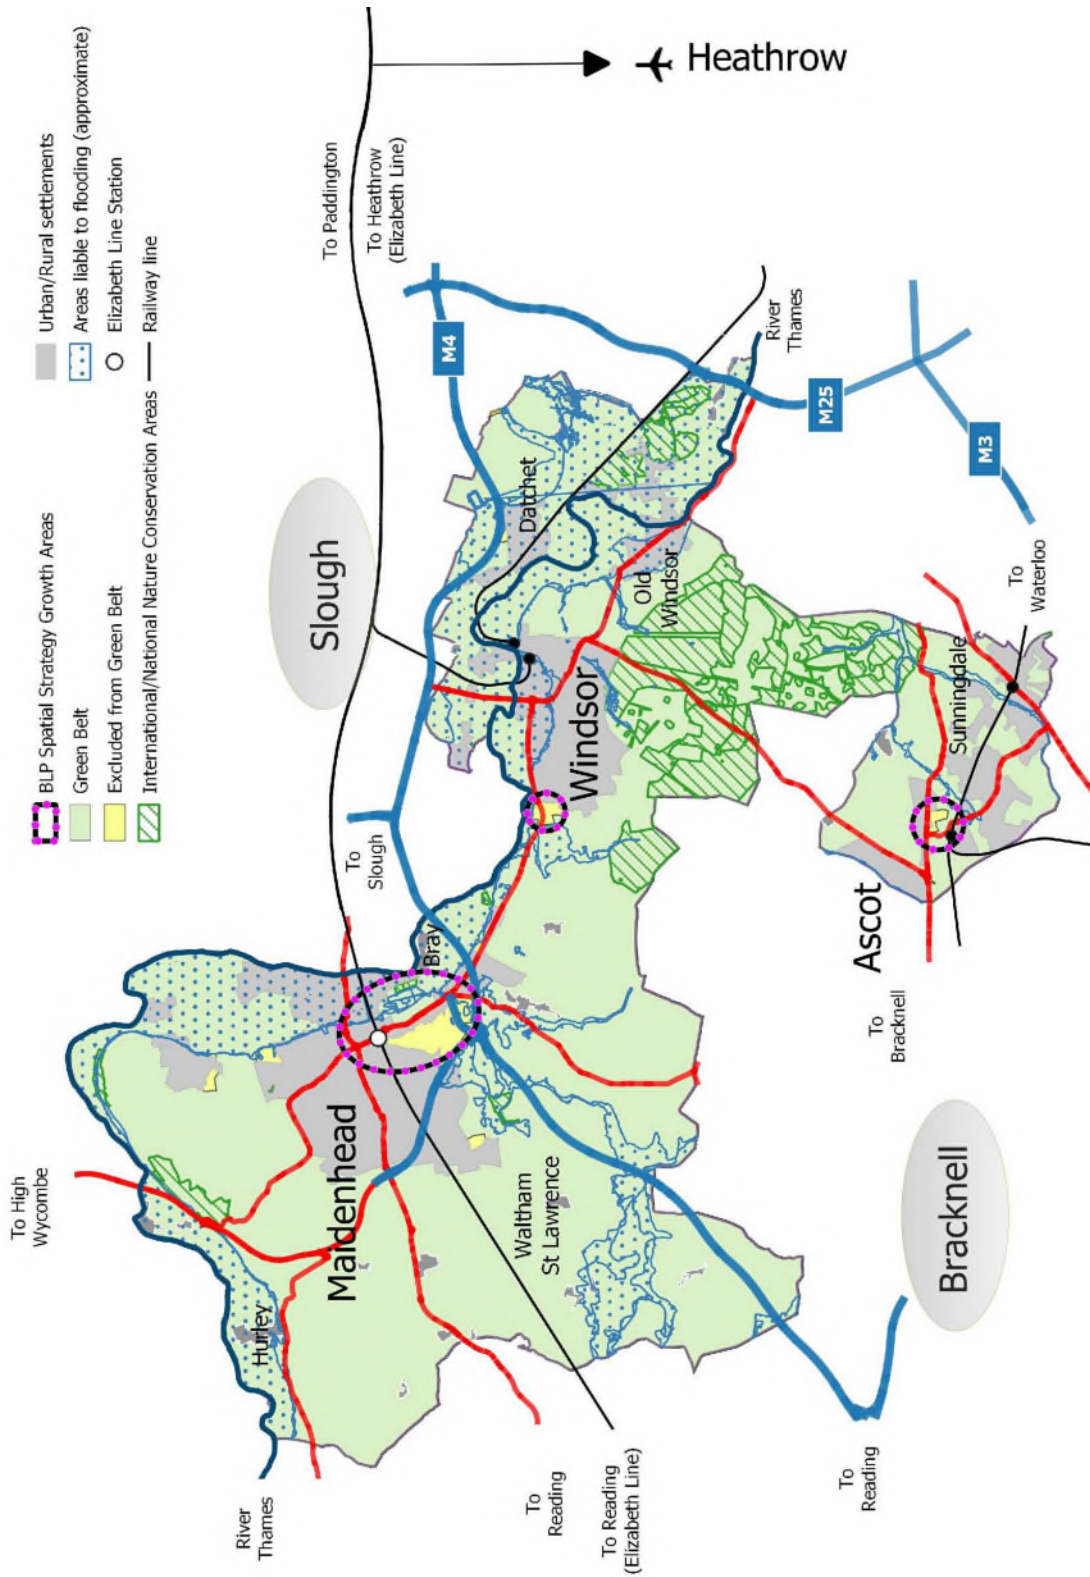 BLP Spatial Strategy Growth Areas
Green Belt
Excluded from Green Belt
International/National Nature Conservation Areas
Urban/Rural settlements
Areas liable to flooding (approximate)
Elizabeth Line Station
Railway line
To High
Wycombe
River
Thames
Hurley
Maidenhead
To
Reading
To Reading
(Elizabeth Line)
Waltham
St Lawrence
Bray
To
Slough
Slough
To Paddington
To Heathrow
(Elizabeth Line)
Heathrow
M4
Datchet
Windsor
Old
Windsor
River
Thames
M25
M3
To
Reading
Bracknell
To
Bracknell
Ascot
Sunningdale
To
Waterloo